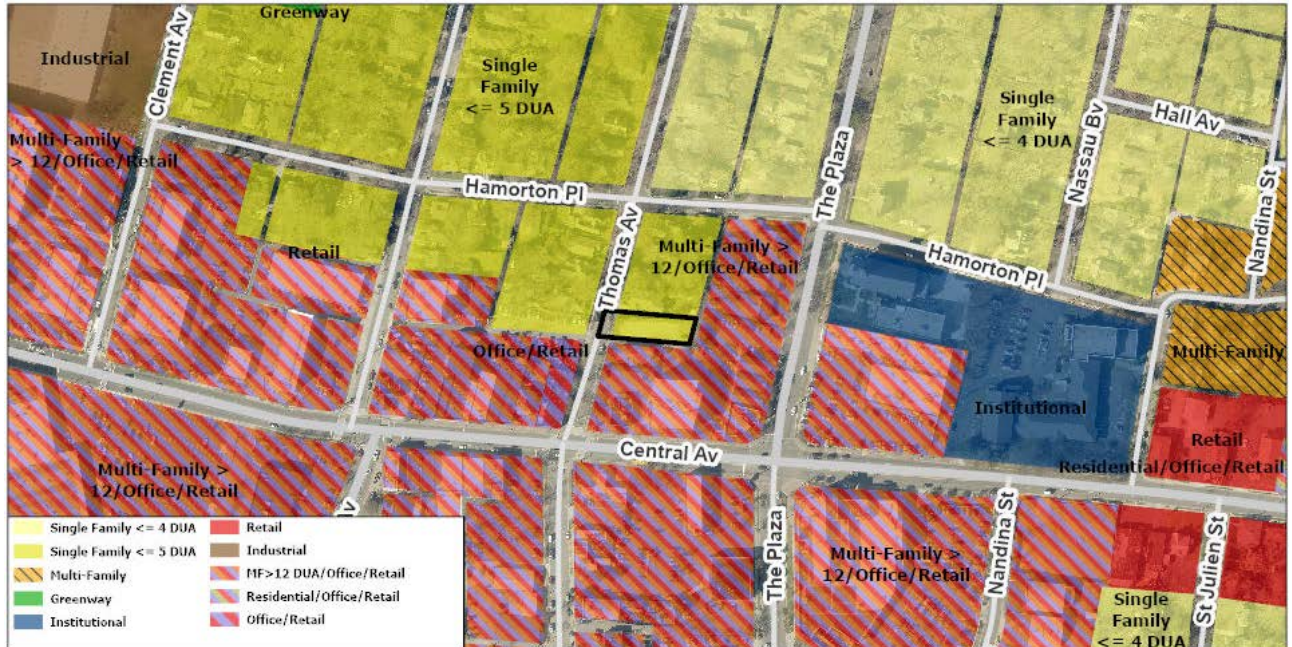 Greenway
Industrial
Clement Av
Single
Family
<= 5 DUA
Single
Family
<= 4 DUA
The Plaza
Nassau Bv
Hall Av
Nandina St
Multi-Family
> 12/Office/Retail
Hamorton Pl
Retail
Thomas Av
Multi-Family >
12/Office/Retail
Hamorton Pl
Office/Retail
Multi-Family
Institutional
Retail
Residential/Office/Retail
Central Av
Multi-Family >
12/Office/Retail
v
The Plaza
Multi-Family >
12/Office/Retail
Nandina St
St Julien St
Single
Family
<= 4 DUA
Single Family <= 4 DUA
Single Family <= 5 DUA
Multi-Family
Greenway
Institutional
Retail
Industrial
MF>12 DUA/Office/Retail
Residential/Office/Retail
Office/Retail